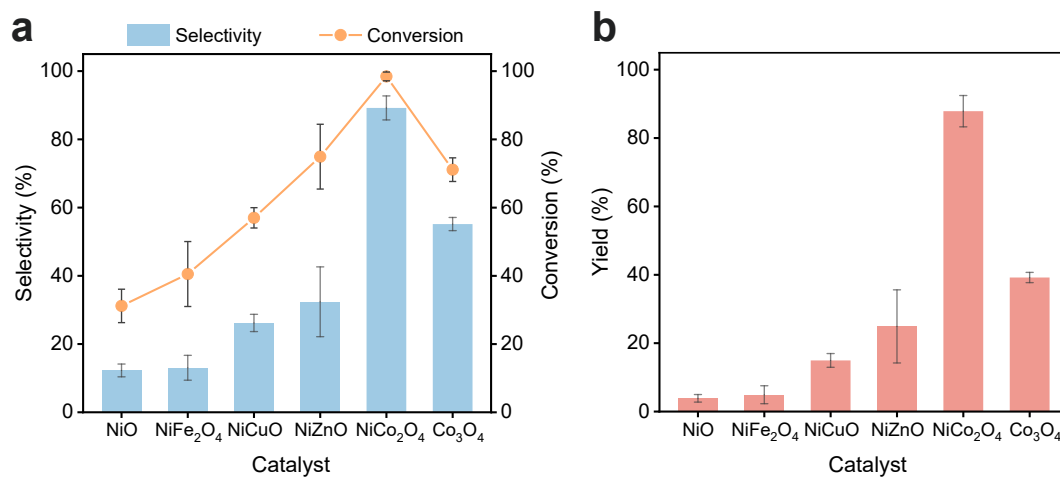 a
Selectivity
Conversion
100
80
60
40
20
0
Selectivity (%)
100
80
60
40
20
0
Conversion (%)
NiO NiFe₂O₄ NiCuO NiZnO NiCo₂O₄ Co₃O₄
Catalyst
b
100
80
60
40
20
0
Yield (%)
NiO NiFe₂O₄ NiCuO NiZnO NiCo₂O₄ Co₃O₄
Catalyst